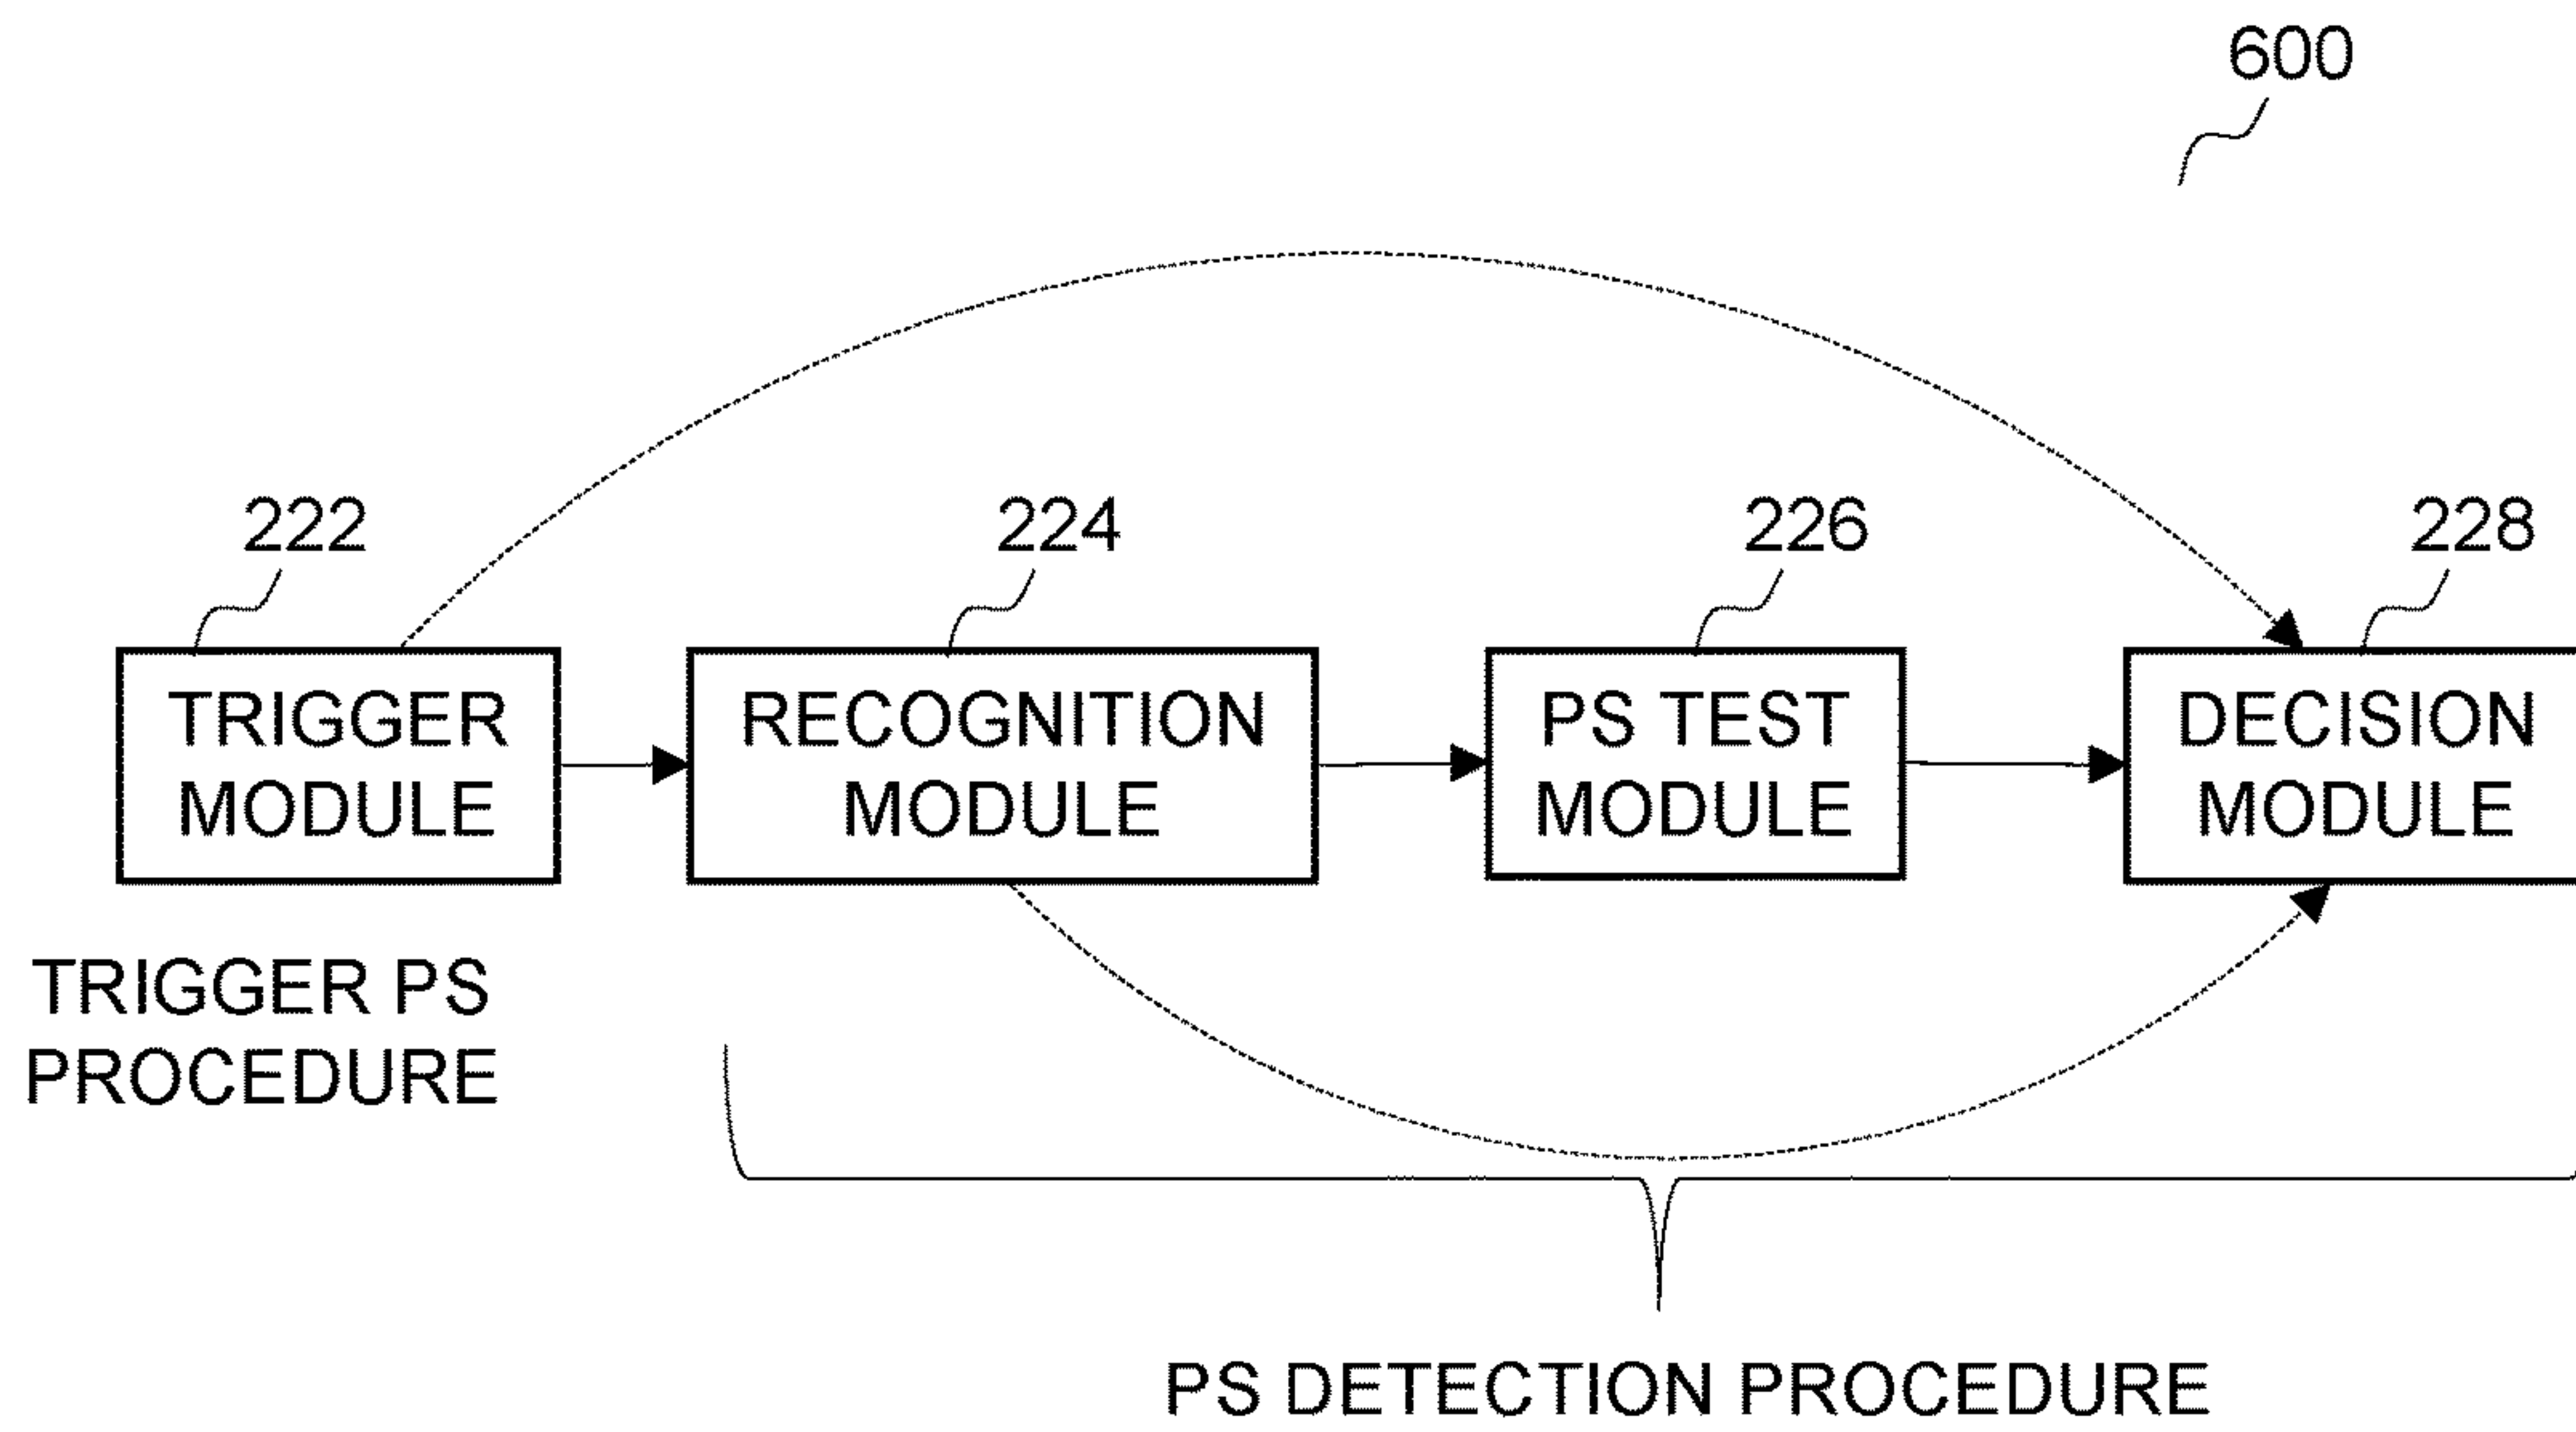 600
222
224
226
228
TRIGGER
MODULE
RECOGNITION
MODULE
PS TEST
MODULE
DECISION
MODULE
TRIGGER PS
PROCEDURE
PS DETECTION PROCEDURE